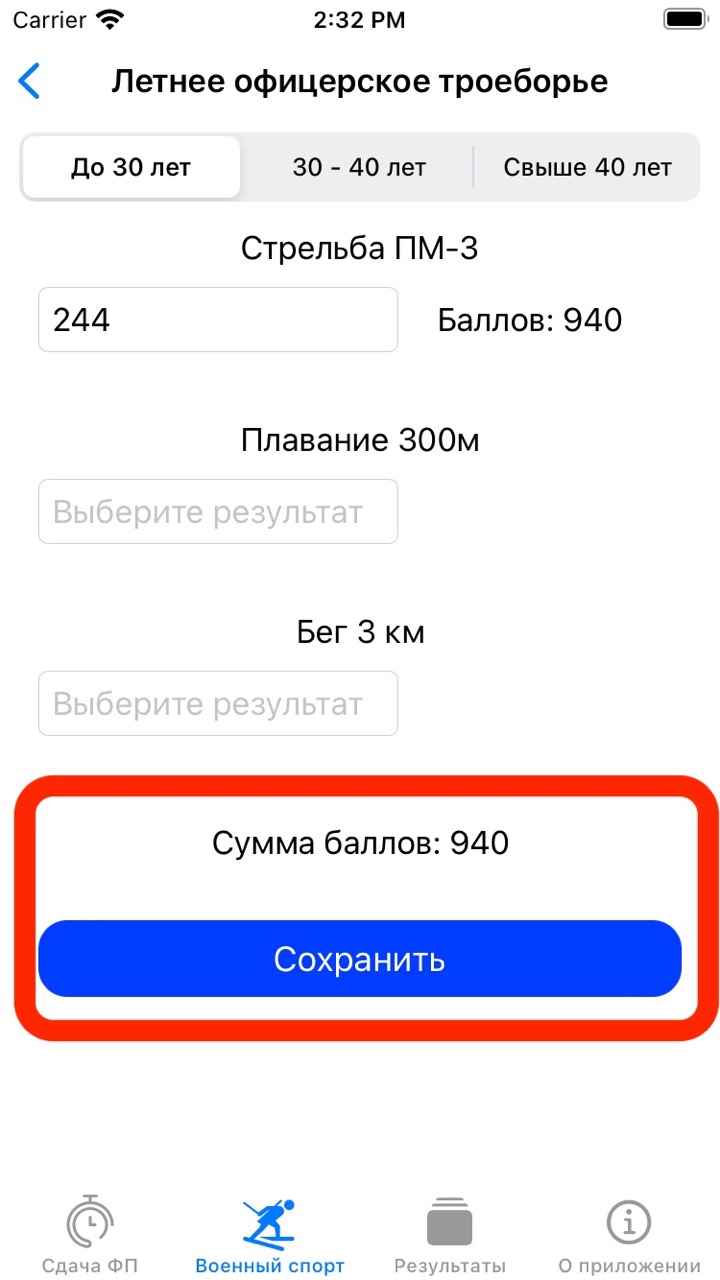 Carrier 2:32 PM
Летнее офицерское троеборье
До 30 лет 30 - 40 лет Свыше 40 лет
Стрельба ПМ-3
244 Баллов: 940
Плавание 300м
Выберите результат
Бег 3 км
Выберите результат
Сумма баллов: 940
Сохранить
Сдача ФП Военный спорт Результаты О приложении